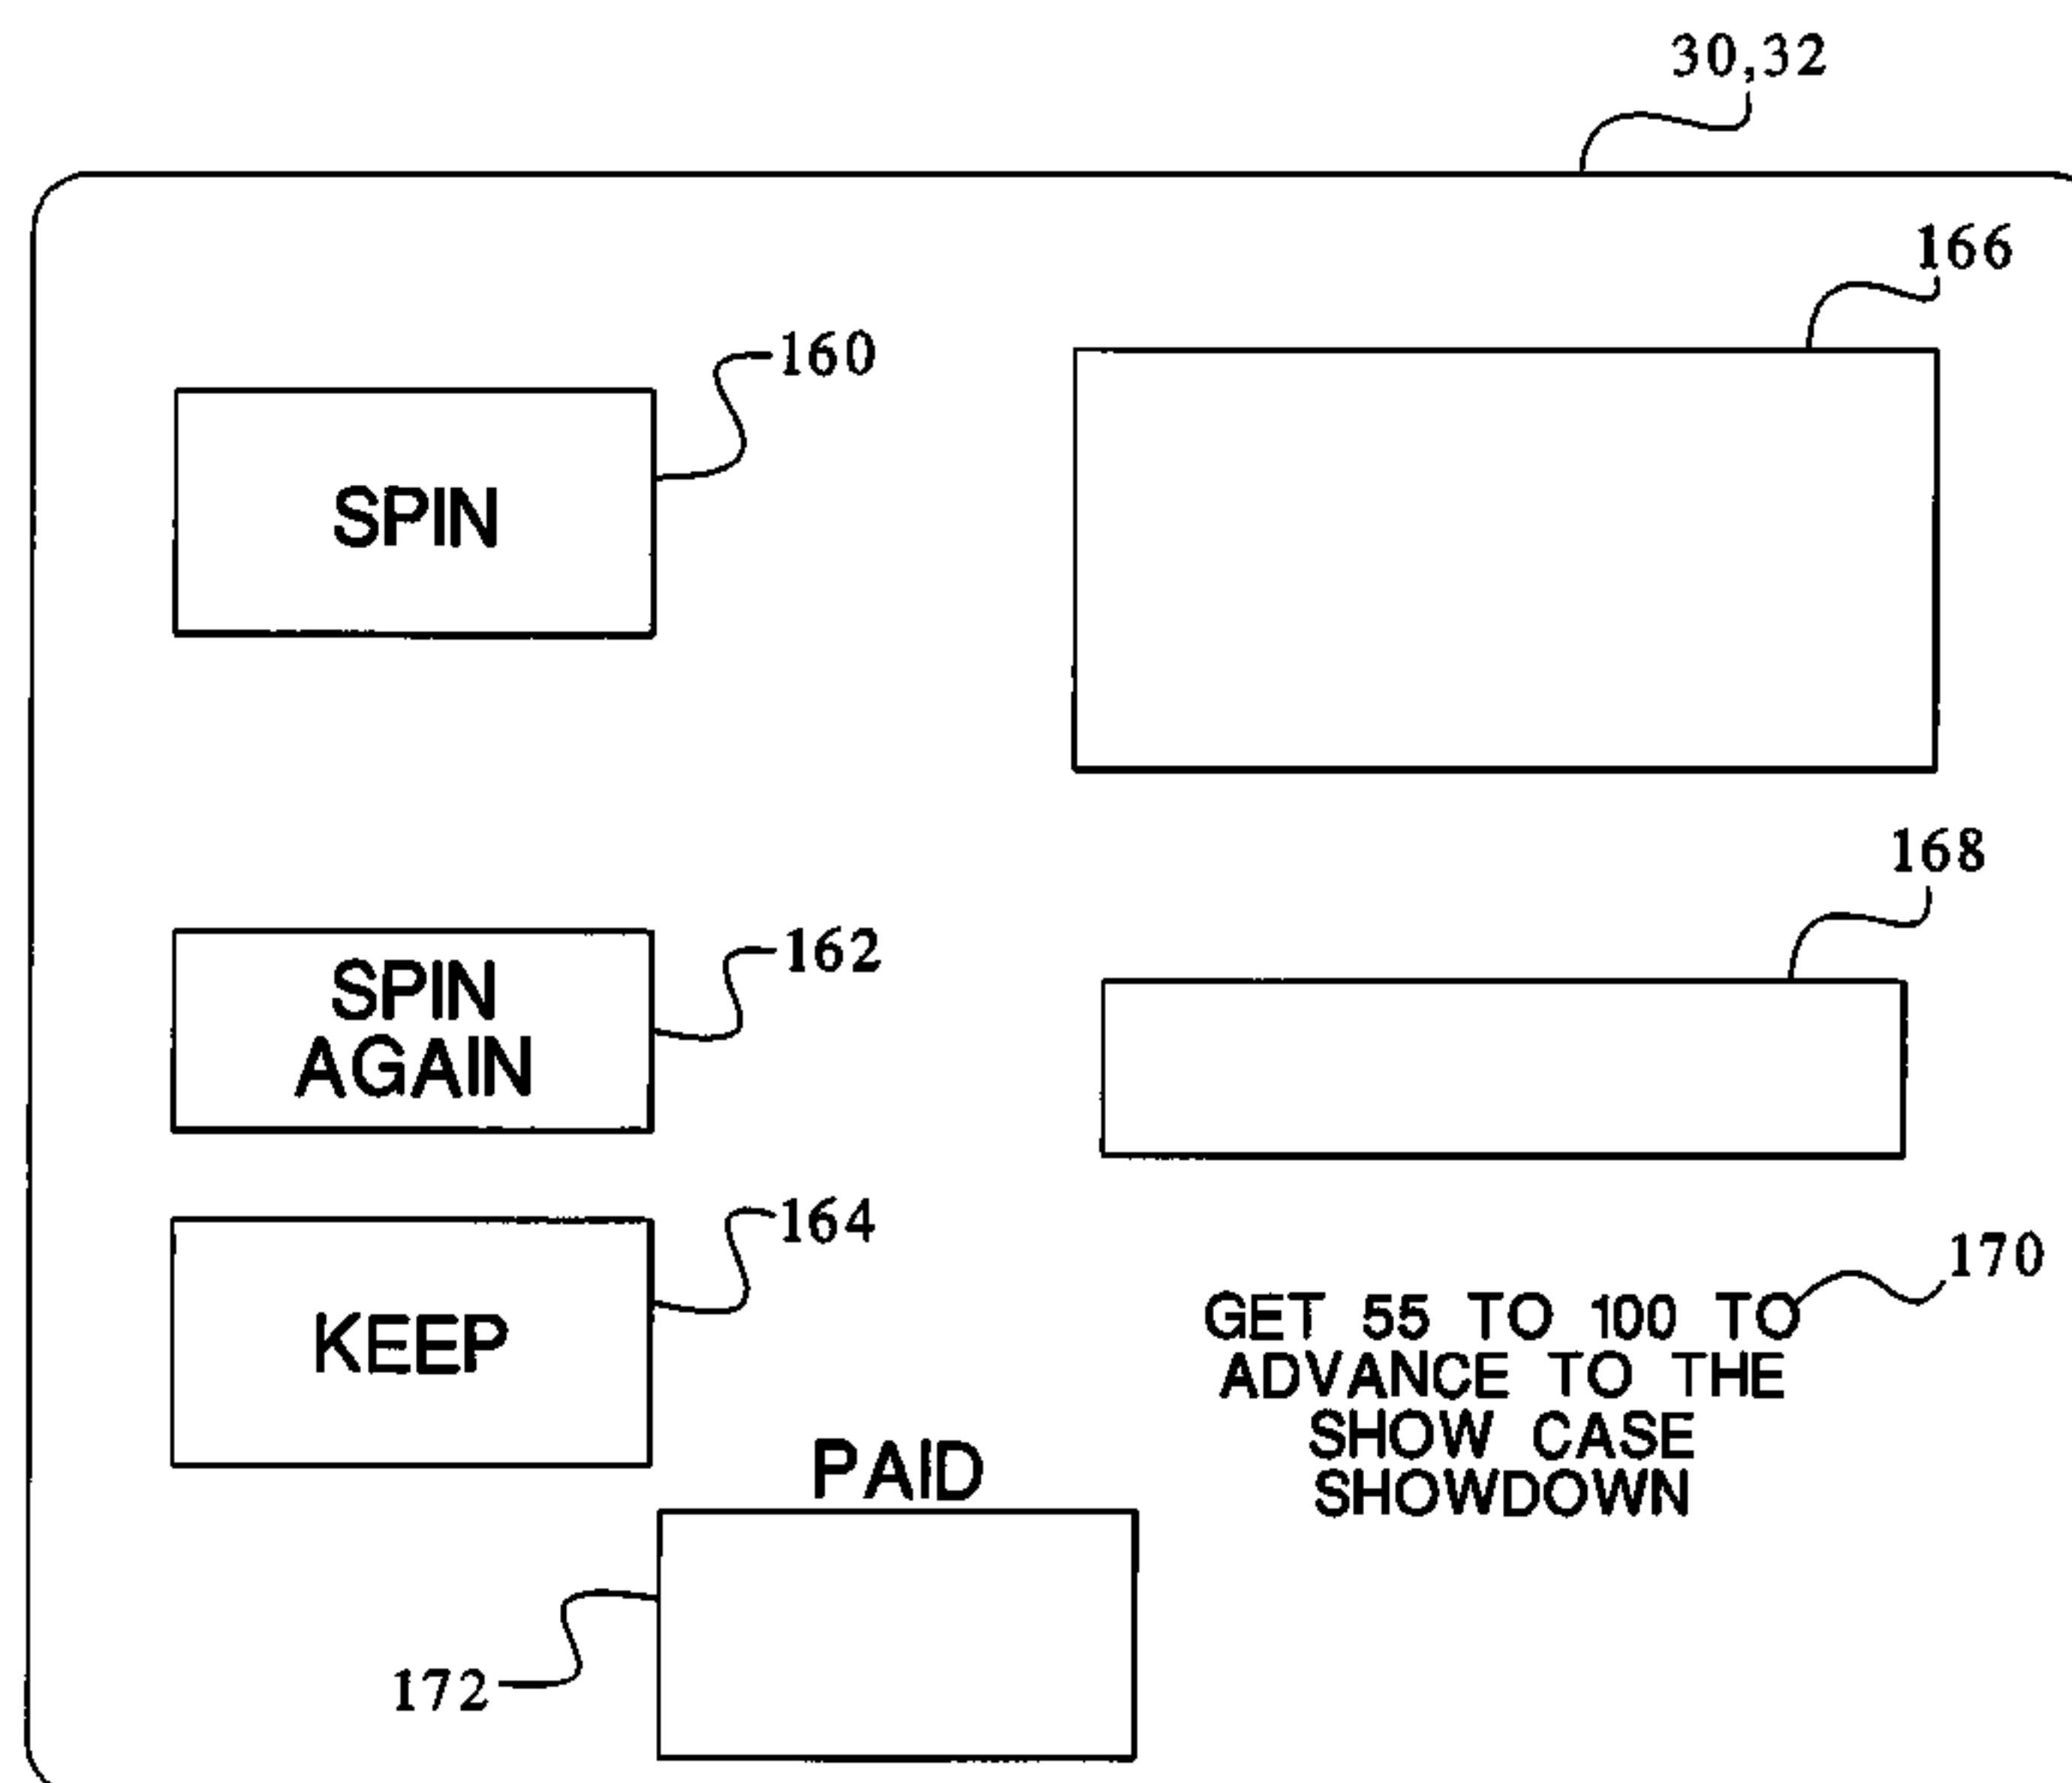 30,32
166
160
SPIN
168
162
SPIN
AGAIN
164
KEEP
170
GET 55 TO 100 TO
ADVANCE TO THE
SHOW CASE
SHOWDOWN
PAID
172